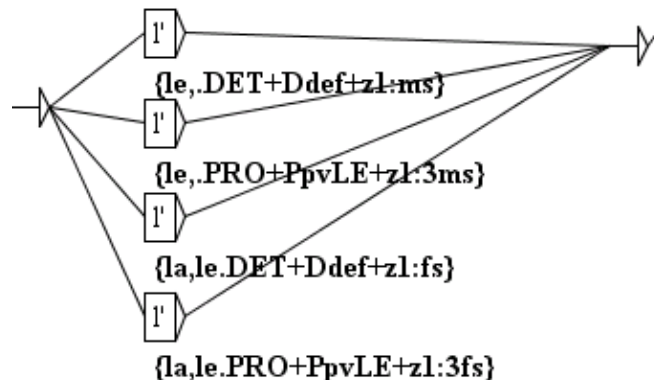 l'
{le,.DET+Ddef+z1:ms}
l'
{le,.PRO+PpvLE+z1:3ms}
l'
{la,le.DET+Ddef+z1:fs}
l'
{la,le.PRO+PpvLE+z1:3fs}